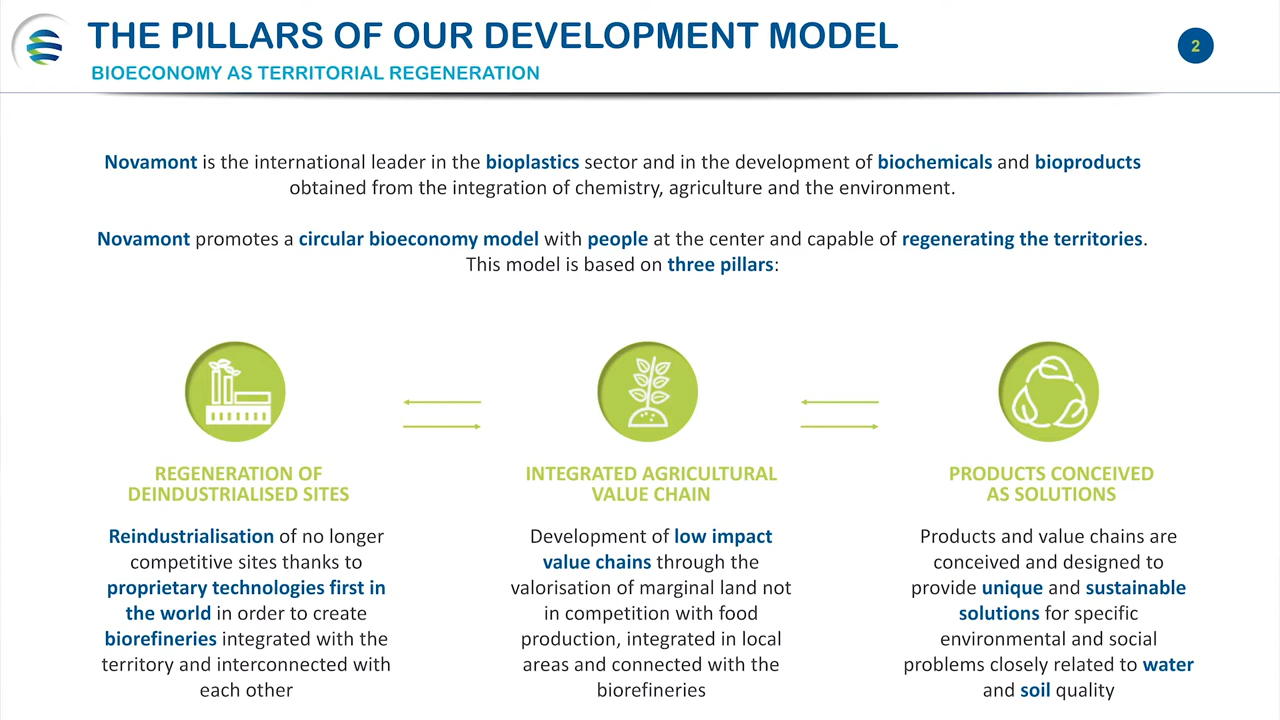 THE PILLARS OF OUR DEVELOPMENT MODEL
2
BIOECONOMY AS TERRITORIAL REGENERATION
Novamont is the international leader in the bioplastics sector and in the development of biochemicals and bioproducts
obtained from the integration of chemistry, agriculture and the environment.
Novamont promotes a circular bioeconomy model with people at the center and capable of regenerating the territories.
This model is based on three pillars:
REGENERATION OF
DEINDUSTRIALISED SITES
Reindustrialisation of no longer
competitive sites thanks to
proprietary technologies first in
the world in order to create
biorefineries integrated with the
territory and interconnected with
each other
INTEGRATED AGRICULTURAL
VALUE CHAIN
Development of low impact
value chains through the
valorisation of marginal land not
in competition with food
production, integrated in local
areas and connected with the
biorefineries
PRODUCTS CONCEIVED
AS SOLUTIONS
Products and value chains are
conceived and designed to
provide unique and sustainable
solutions for specific
environmental and social
problems closely related to water
and soil quality